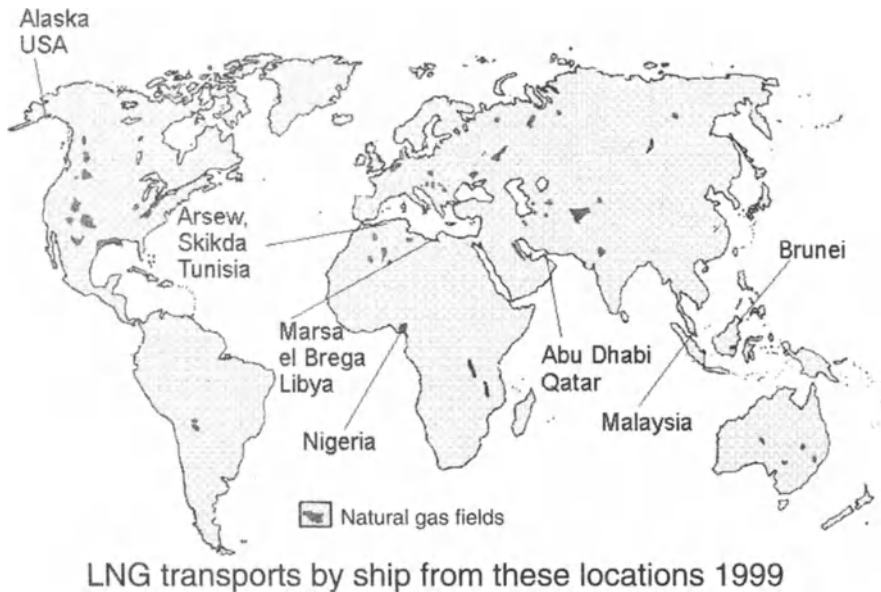 Alaska
USA
Arsew,
Skikda
Tunisia
Marsa
el Brega
Libya
Nigeria
Abu Dhabi
Qatar
Brunei
Malaysia
Natural gas fields
LNG transports by ship from these locations 1999